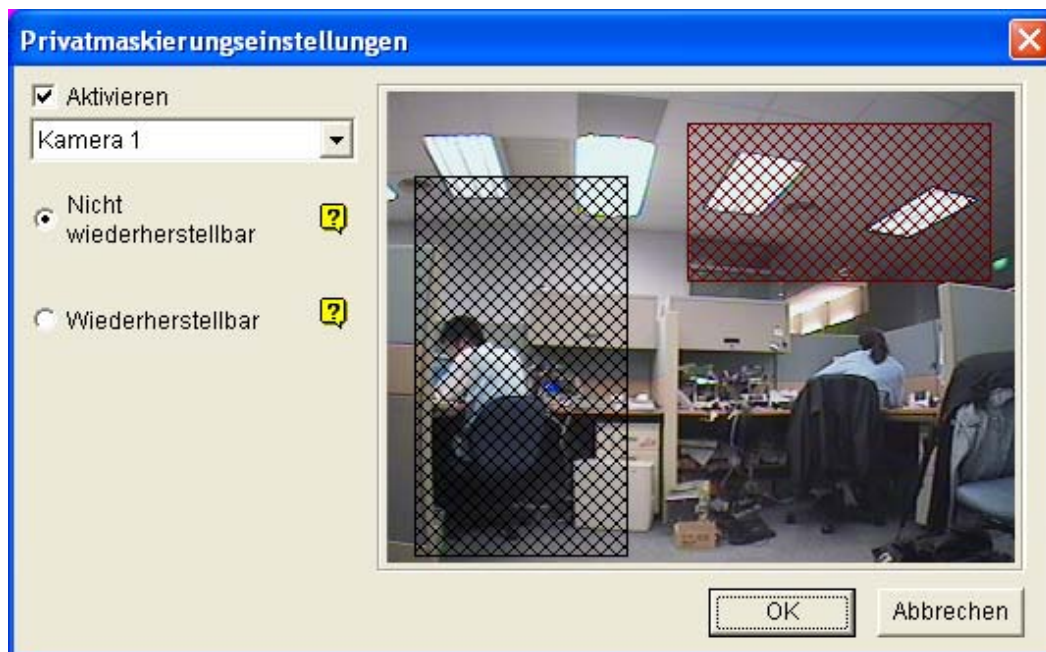 Privatmaskierungseinstellungen
Aktivieren
Kamera 1
Nicht
wiederherstellbar
?
Wiederherstellbar
?
OK
Abbrechen